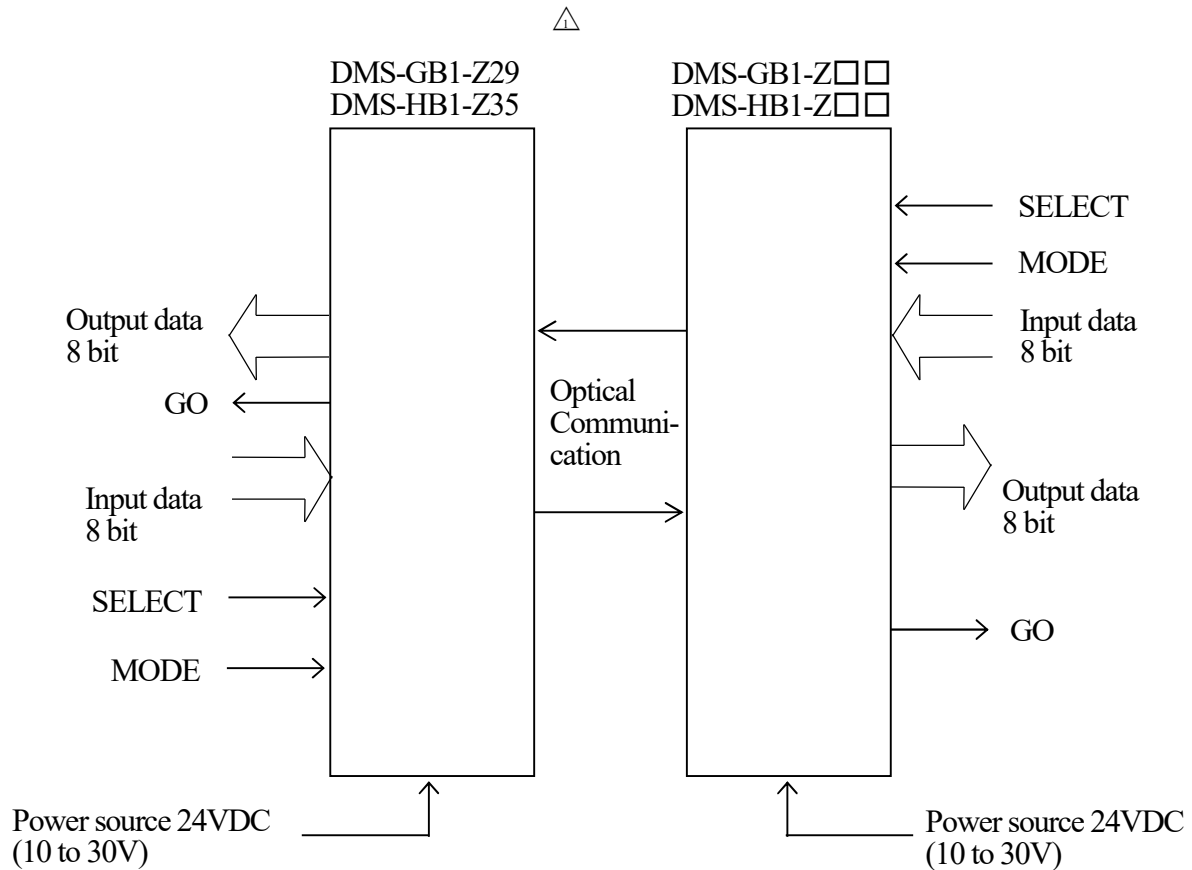 1
DMS-GB1-Z29
DMS-HB1-Z35
DMS-GB1-Z□□
DMS-HB1-Z□□
SELECT
MODE
Output data
8 bit
Input data
8 bit
GO
Optical
Communi-
cation
Input data
8 bit
Output data
8 bit
SELECT
GO
MODE
Power source 24VDC
(10 to 30V)
Power source 24VDC
(10 to 30V)